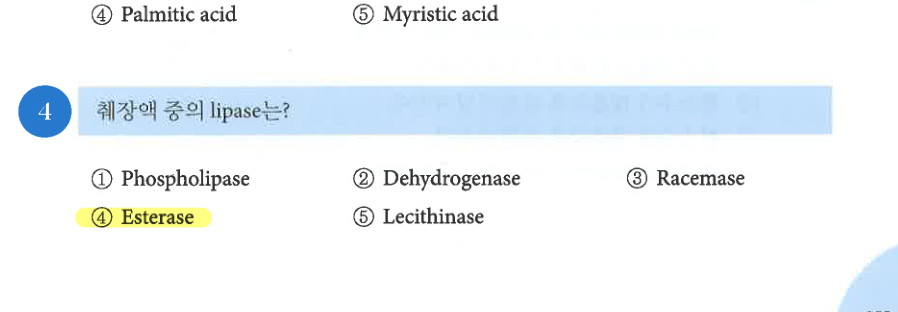 ④ Palmitic acid ⑤ Myristic acid
4 췌장액 중의 lipase는?
① Phospholipase ② Dehydrogenase ③ Racemase
④ Esterase ⑤ Lecithinase